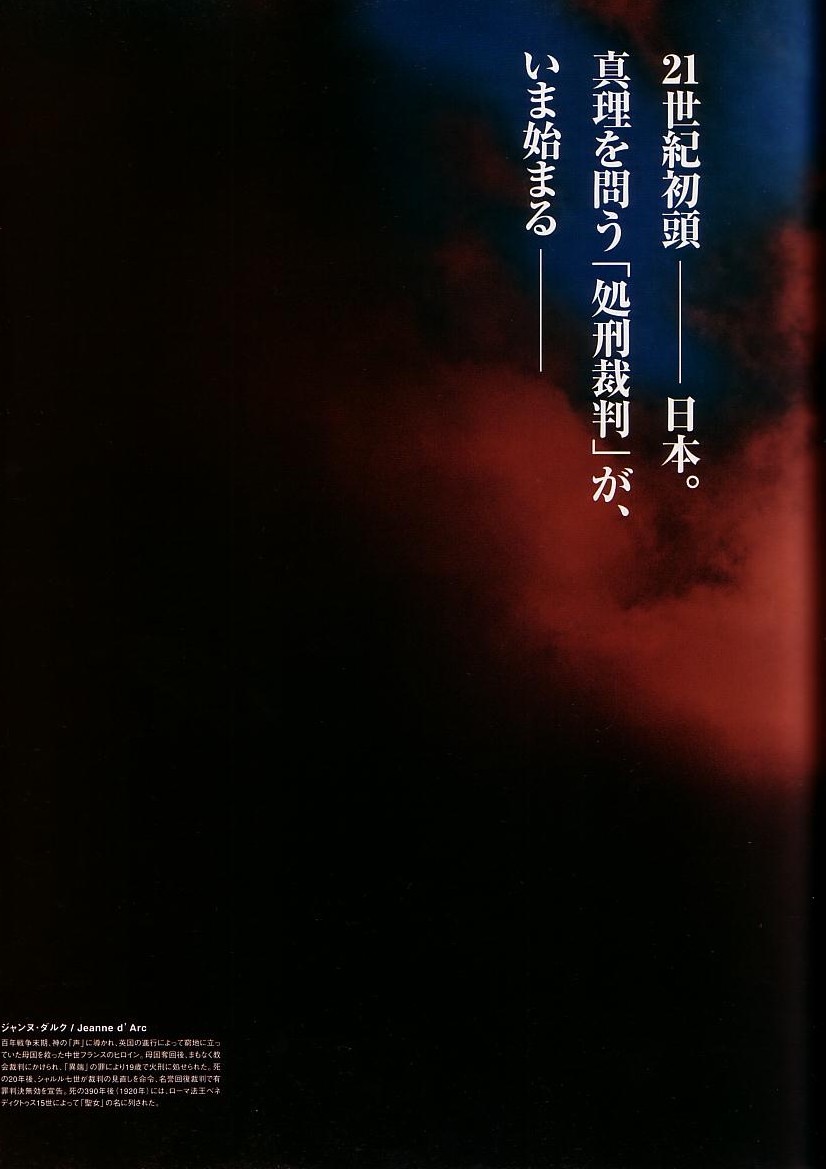 21世紀初頭――日本。
真理を問う「処刑裁判」が、
いま始まる――
ジャンヌ・ダルク / Jeanne d' Arc
百年戦争末期、神の「声」に導かれ、英国の進行によって窮地に立っ
ていた母国を救った中世フランスのヒロイン。母国奪回後、まもなく教
会裁判にかけられ、「異端」の罪により19歳で火刑に処せられた。死
の20年後、シャルル七世が裁判の見直しを命令、名誉回復裁判で有
罪判決無効を宣告。死の390年後（1920年）には、ローマ法王ベネ
ディクトゥス15世によって「聖女」の名に列された。